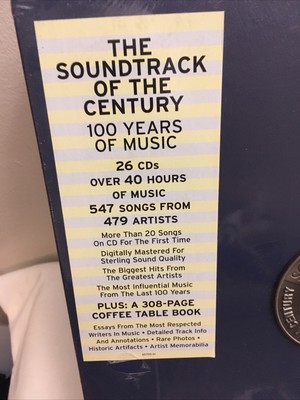 THE
SOUNDTRACK
OF THE
CENTURY
100 YEARS
OF MUSIC
26 CDs
OVER 40 HOURS
OF MUSIC
547 SONGS FROM
479 ARTISTS
More Than 20 Songs
On CD For The First Time
Digitally Mastered For
Sterling Sound Quality
The Biggest Hits From
The Greatest Artists
The Most Influential Music
From The Last 100 Years
PLUS: A 308-PAGE
COFFEE TABLE BOOK
Essays From The Most Respected
Writers In Music • Detailed Track Info
And Annotations • Rare Photos •
Historic Artifacts • Artist Memorabilia
CENTURY